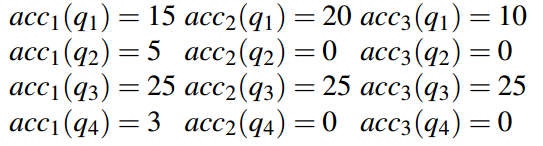 acc₁(q₁) = 15 acc₂(q₁) = 20 acc₃(q₁) = 10
acc₁(q₂) = 5 acc₂(q₂) = 0 acc₃(q₂) = 0
acc₁(q₃) = 25 acc₂(q₃) = 25 acc₃(q₃) = 25
acc₁(q₄) = 3 acc₂(q₄) = 0 acc₃(q₄) = 0